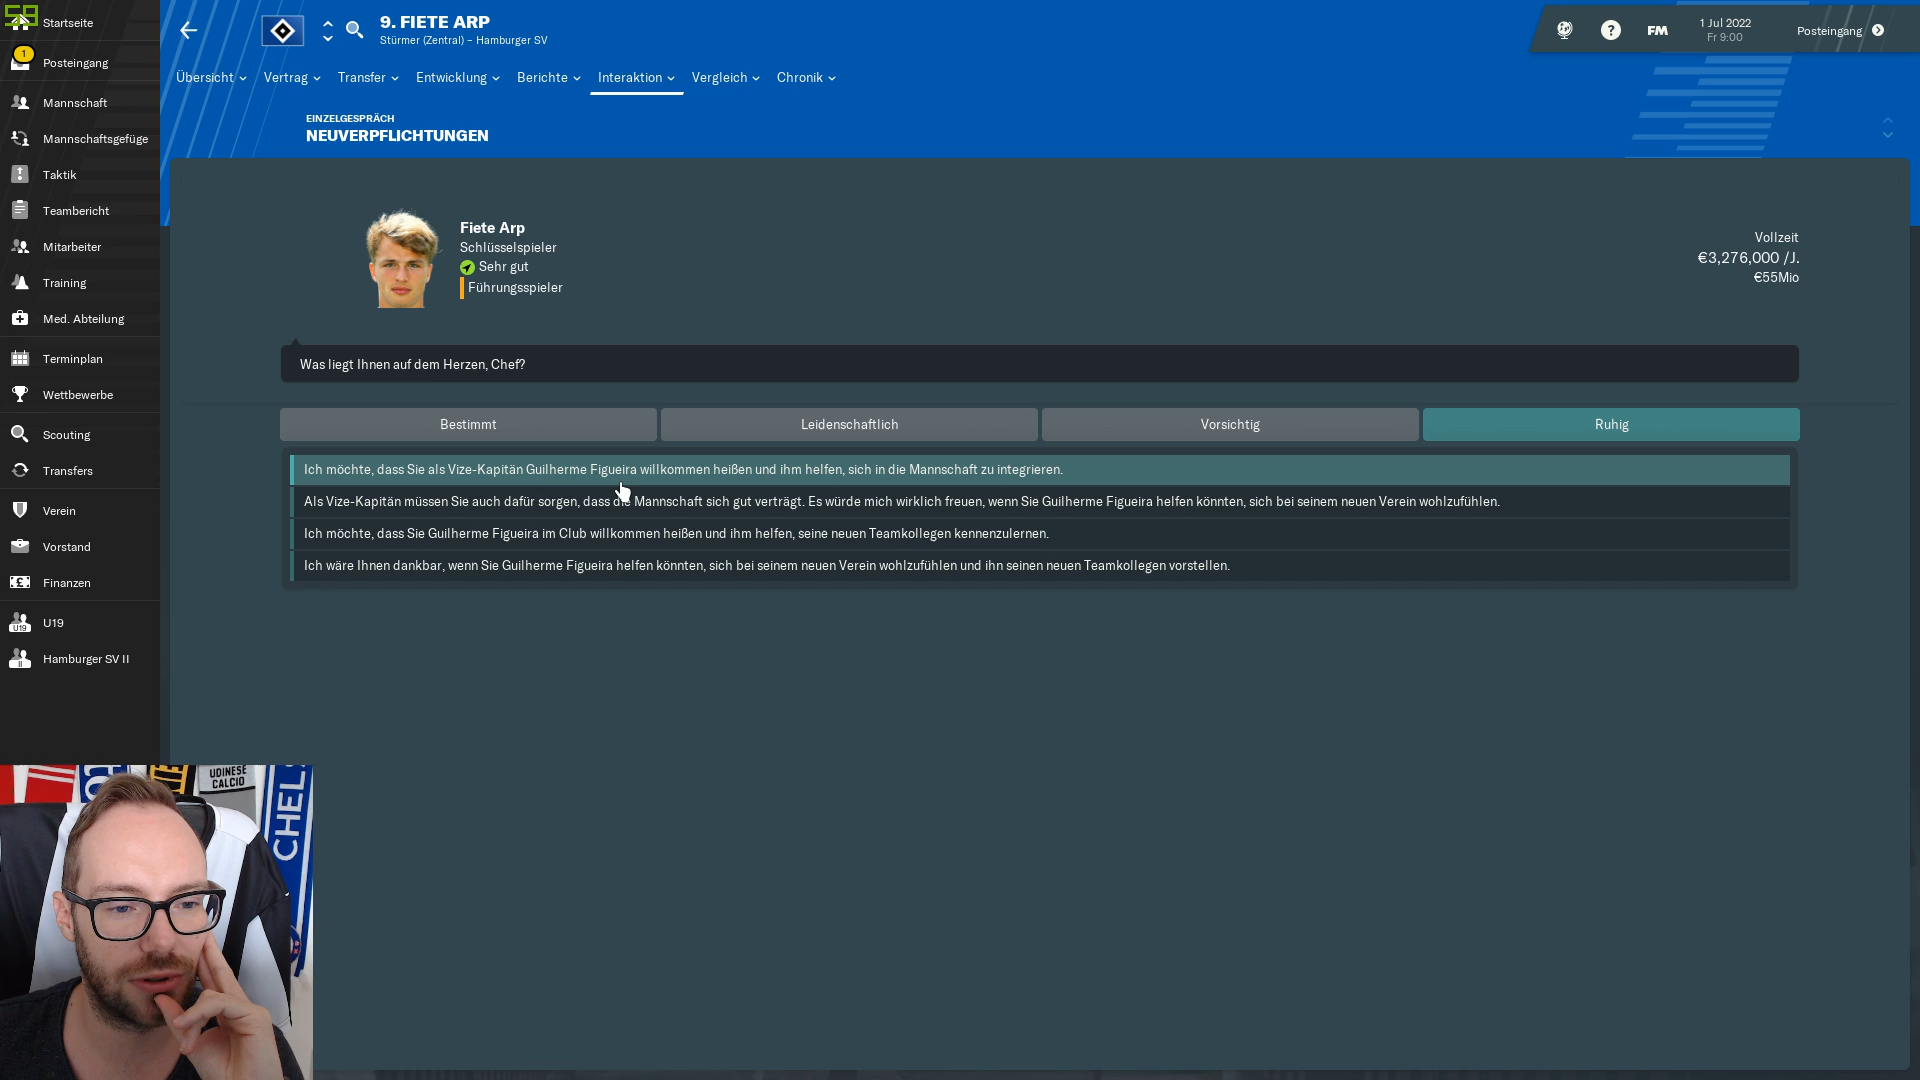 59
Startseite
1
Posteingang
Mannschaft
Mannschaftsgefüge
Taktik
Teambericht
Mitarbeiter
Training
Med. Abteilung
Terminplan
Wettbewerbe
Scouting
Transfers
Verein
Vorstand
Finanzen
U19
U19
II
Hamburger SV II
9. FIETE ARP
Stürmer (Zentral) – Hamburger SV
?
FM
1 Jul 2022
Fr 9:00
Posteingang
Übersicht
Vertrag
Transfer
Entwicklung
Berichte
Interaktion
Vergleich
Chronik
EINZELGESPRÄCH
NEUVERPFLICHTUNGEN
Fiete Arp
Schlüsselspieler
Sehr gut
Führungsspieler
Vollzeit
€3,276,000 /J.
€55Mio
Was liegt Ihnen auf dem Herzen, Chef?
Bestimmt
Leidenschaftlich
Vorsichtig
Ruhig
Ich möchte, dass Sie als Vize-Kapitän Guilherme Figueira willkommen heißen und ihm helfen, sich in die Mannschaft zu integrieren.
Als Vize-Kapitän müssen Sie auch dafür sorgen, dass die Mannschaft sich gut verträgt. Es würde mich wirklich freuen, wenn Sie Guilherme Figueira helfen könnten, sich bei seinem neuen Verein wohlzufühlen.
Ich möchte, dass Sie Guilherme Figueira im Club willkommen heißen und ihm helfen, seine neuen Teamkollegen kennenzulernen.
Ich wäre Ihnen dankbar, wenn Sie Guilherme Figueira helfen könnten, sich bei seinem neuen Verein wohlzufühlen und ihn seinen neuen Teamkollegen vorstellen.
UDINESE
CALCIO
CHELS